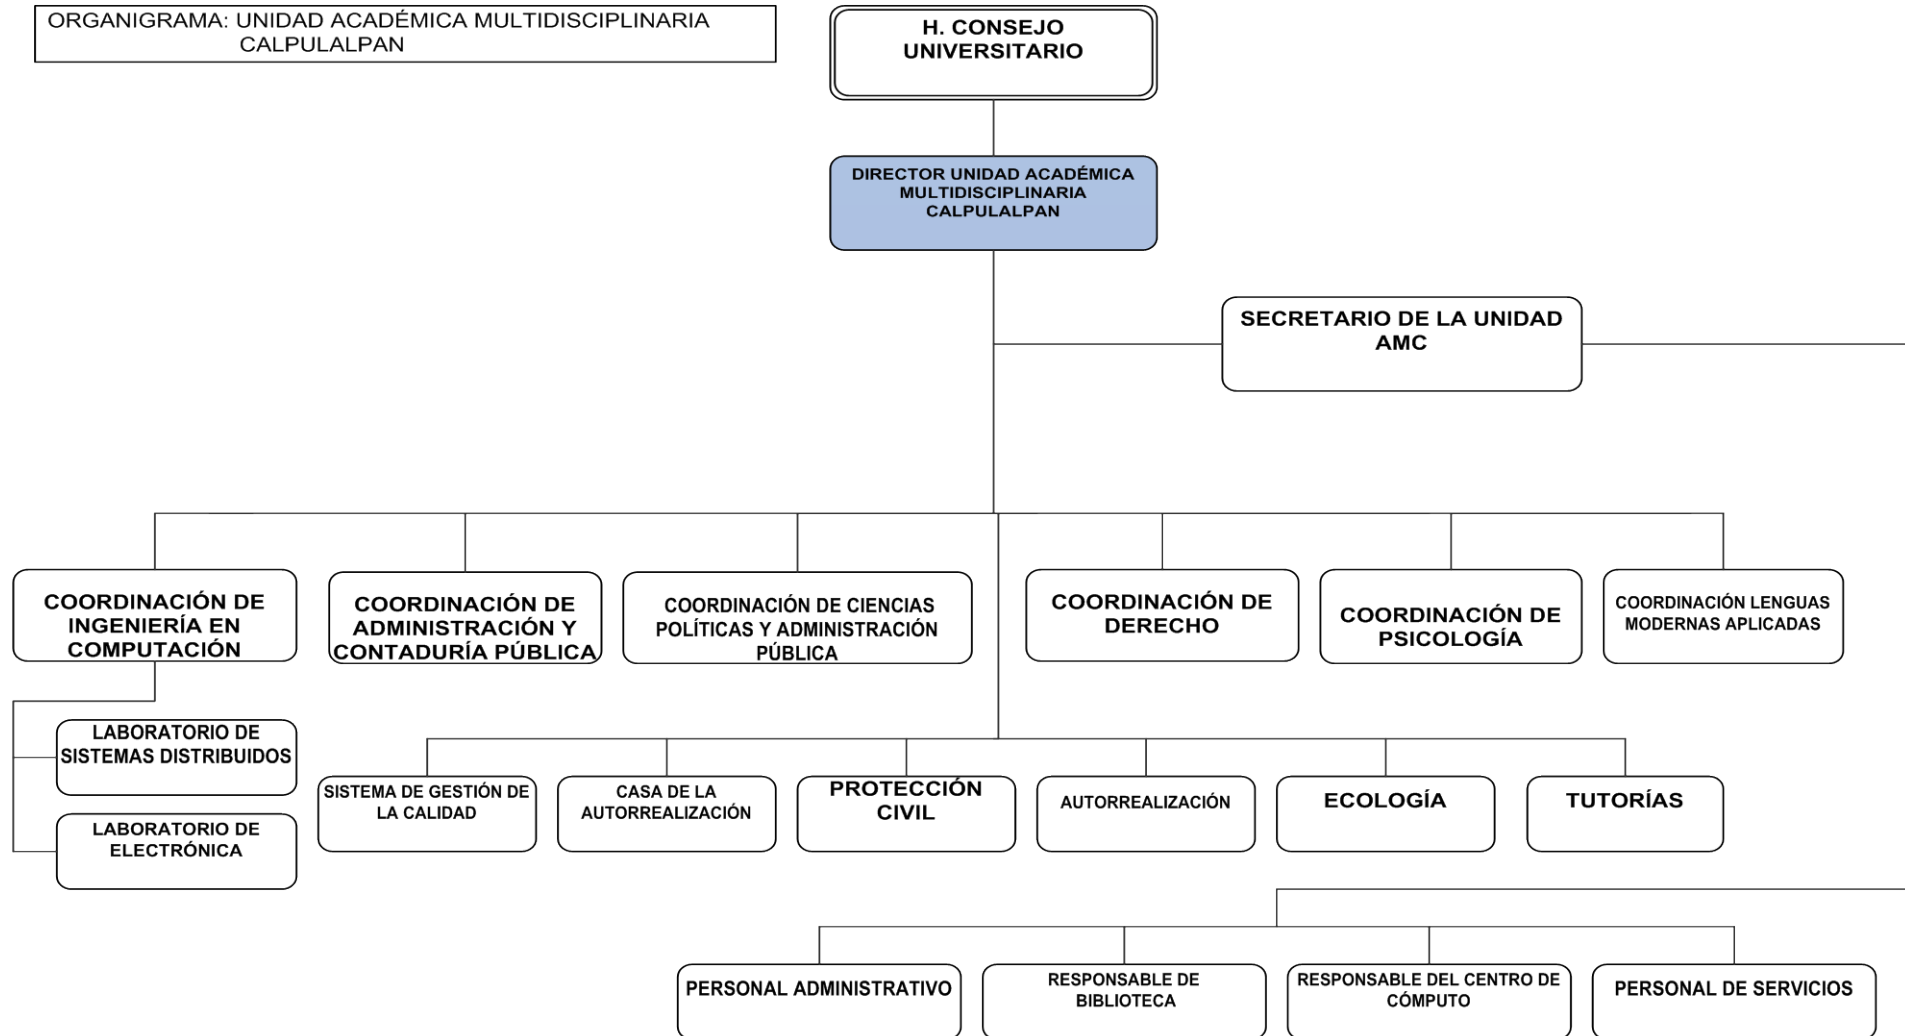 ORGANIGRAMA: UNIDAD ACADÉMICA MULTIDISCIPLINARIA
CALPULALPAN
H. CONSEJO
UNIVERSITARIO
DIRECTOR UNIDAD ACADÉMICA
MULTIDISCIPLINARIA
CALPULALPAN
SECRETARIO DE LA UNIDAD
AMC
COORDINACIÓN DE
INGENIERÍA EN
COMPUTACIÓN
COORDINACIÓN DE
ADMINISTRACIÓN Y
CONTADURÍA PÚBLICA
COORDINACIÓN DE CIENCIAS
POLÍTICAS Y ADMINISTRACIÓN
PÚBLICA
COORDINACIÓN DE
DERECHO
COORDINACIÓN DE
PSICOLOGÍA
COORDINACIÓN LENGUAS
MODERNAS APLICADAS
LABORATORIO DE
SISTEMAS DISTRIBUIDOS
LABORATORIO DE
ELECTRÓNICA
SISTEMA DE GESTIÓN DE
LA CALIDAD
CASA DE LA
AUTORREALIZACIÓN
PROTECCIÓN
CIVIL
AUTORREALIZACIÓN
ECOLOGÍA
TUTORÍAS
PERSONAL ADMINISTRATIVO
RESPONSABLE DE
BIBLIOTECA
RESPONSABLE DEL CENTRO DE
CÓMPUTO
PERSONAL DE SERVICIOS